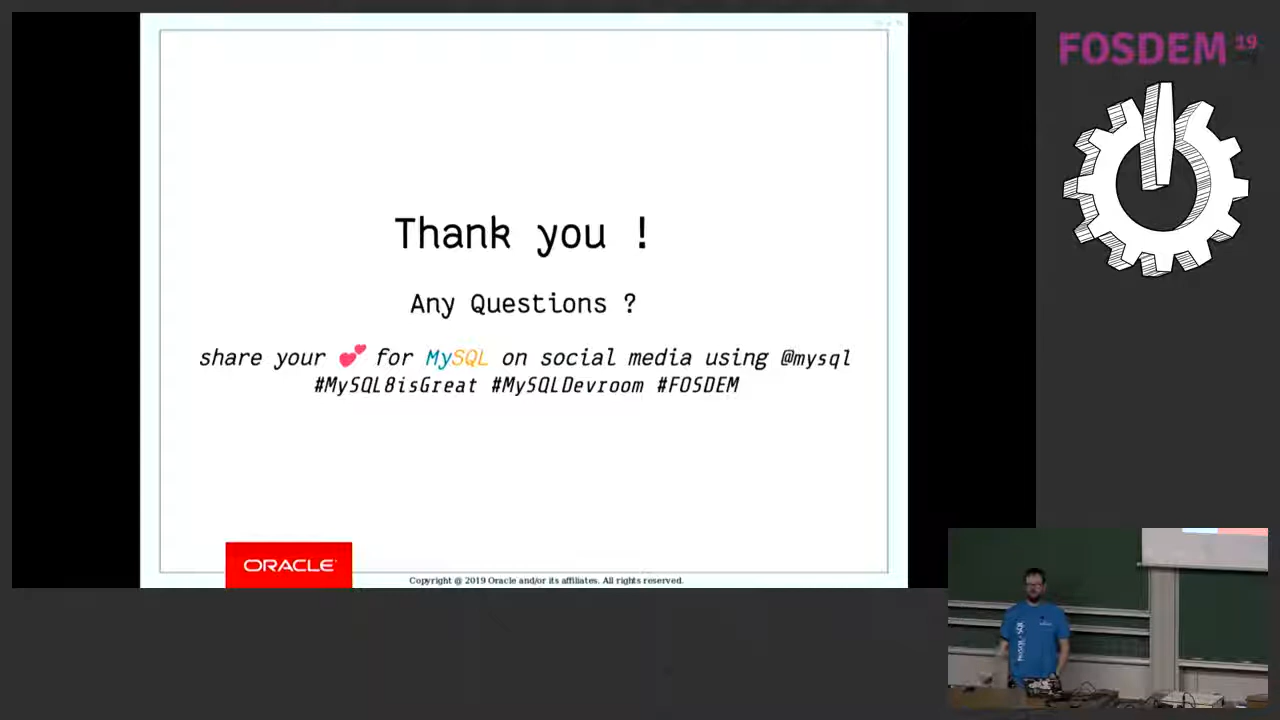 FOSDEM 19
Thank you !
Any Questions ?
share your 💕 for MySQL on social media using @mysql
#MySQL8isGreat #MySQLDevroom #FOSDEM
ORACLE
Copyright @ 2019 Oracle and/or its affiliates. All rights reserved.